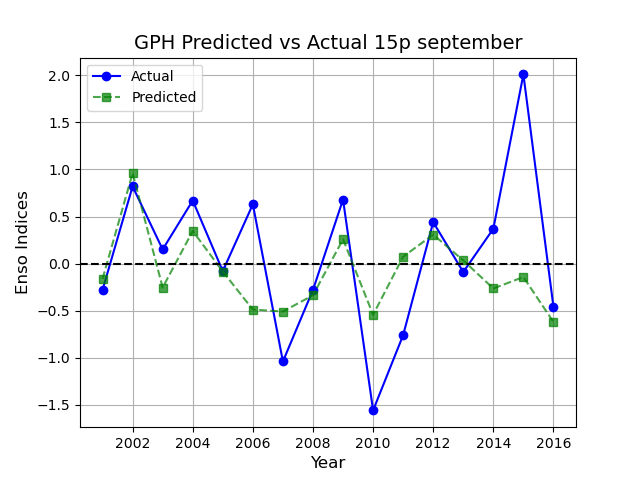 GPH Predicted vs Actual 15p september
Actual
Predicted
2.0
1.5
1.0
0.5
0.0
−0.5
−1.0
−1.5
Enso Indices
2002 2004 2006 2008 2010 2012 2014 2016
Year